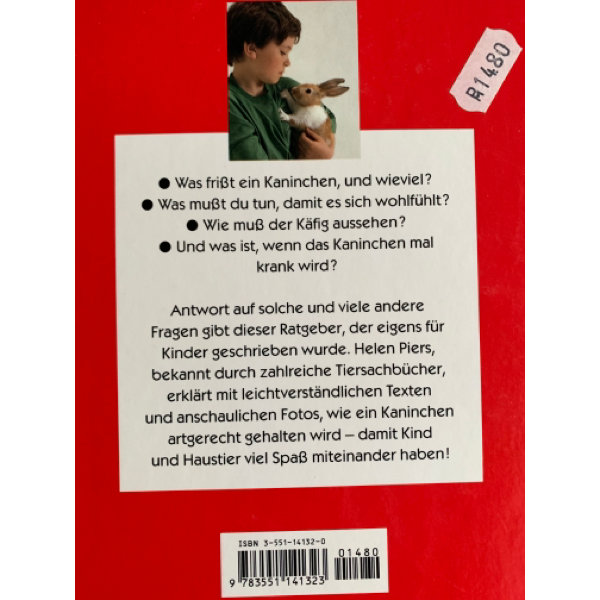 A1480
● Was frißt ein Kaninchen, und wieviel?
● Was mußt du tun, damit es sich wohlfühlt?
● Wie muß der Käfig aussehen?
● Und was ist, wenn das Kaninchen mal
krank wird?
Antwort auf solche und viele andere
Fragen gibt dieser Ratgeber, der eigens für
Kinder geschrieben wurde. Helen Piers,
bekannt durch zahlreiche Tiersachbücher,
erklärt mit leichtverständlichen Texten
und anschaulichen Fotos, wie ein Kaninchen
artgerecht gehalten wird – damit Kind
und Haustier viel Spaß miteinander haben!
ISBN 3-551-14132-0
01480
9 783551 141323